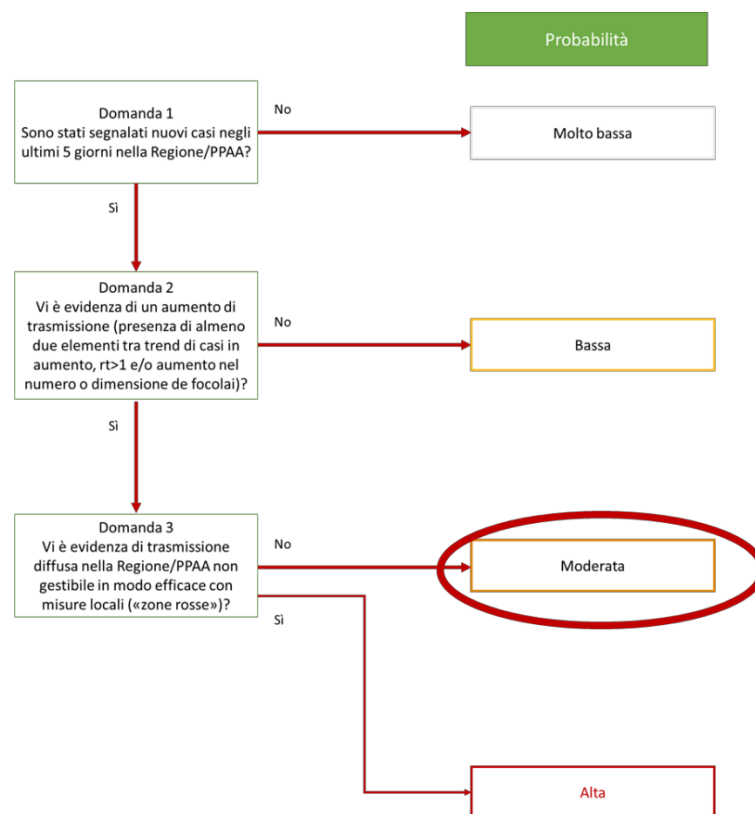 Probabilità
Domanda 1
Sono stati segnalati nuovi casi negli
ultimi 5 giorni nella Regione/PPAA?
No
Molto bassa
Sì
Domanda 2
Vi è evidenza di un aumento di
trasmissione (presenza di almeno
due elementi tra trend di casi in
aumento, rt>1 e/o aumento nel
numero o dimensione de focolai)?
No
Bassa
Sì
Domanda 3
Vi è evidenza di trasmissione
diffusa nella Regione/PPAA non
gestibile in modo efficace con
misure locali («zone rosse»)?
No
Moderata
Sì
Alta